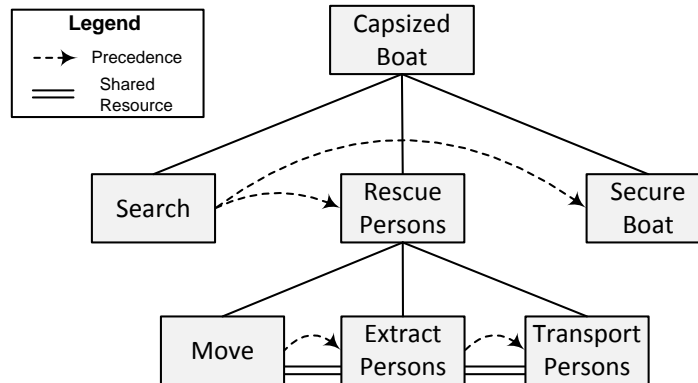 Legend
Precedence
Shared
Resource
Capsized
Boat
Search
Rescue
Persons
Secure
Boat
Move
Extract
Persons
Transport
Persons